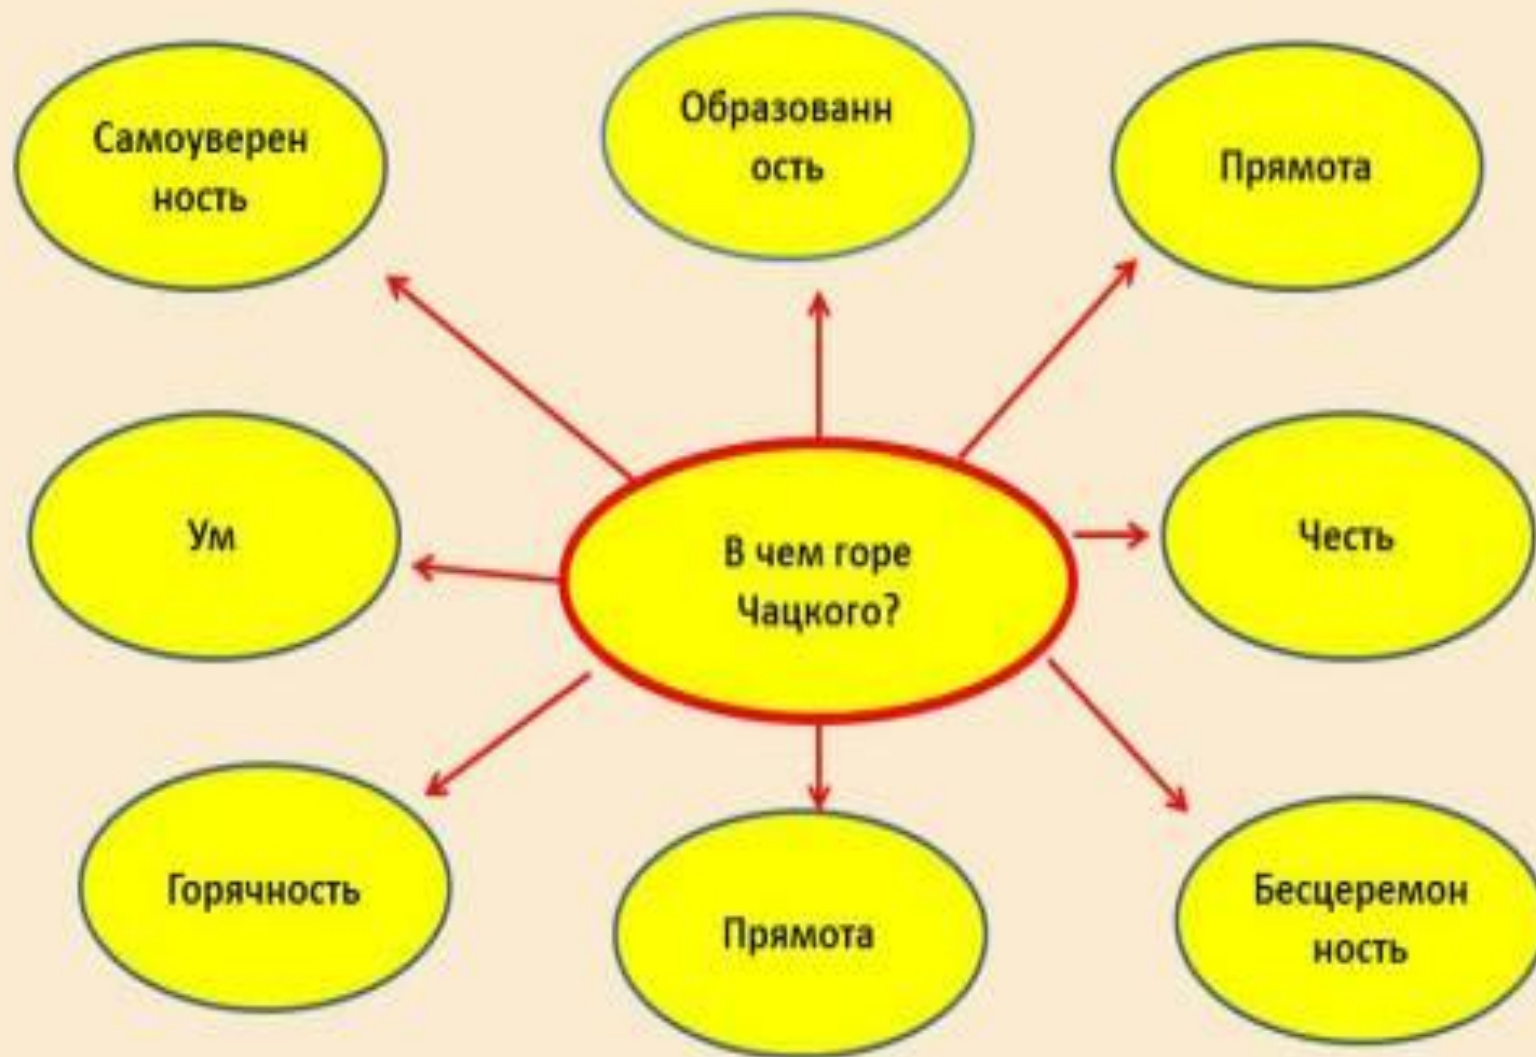 Самоуверен
ность
Образованн
ость
Прямота
Ум
В чем горе
Чацкого?
Честь
Горячность
Прямота
Бесцеремон
ность